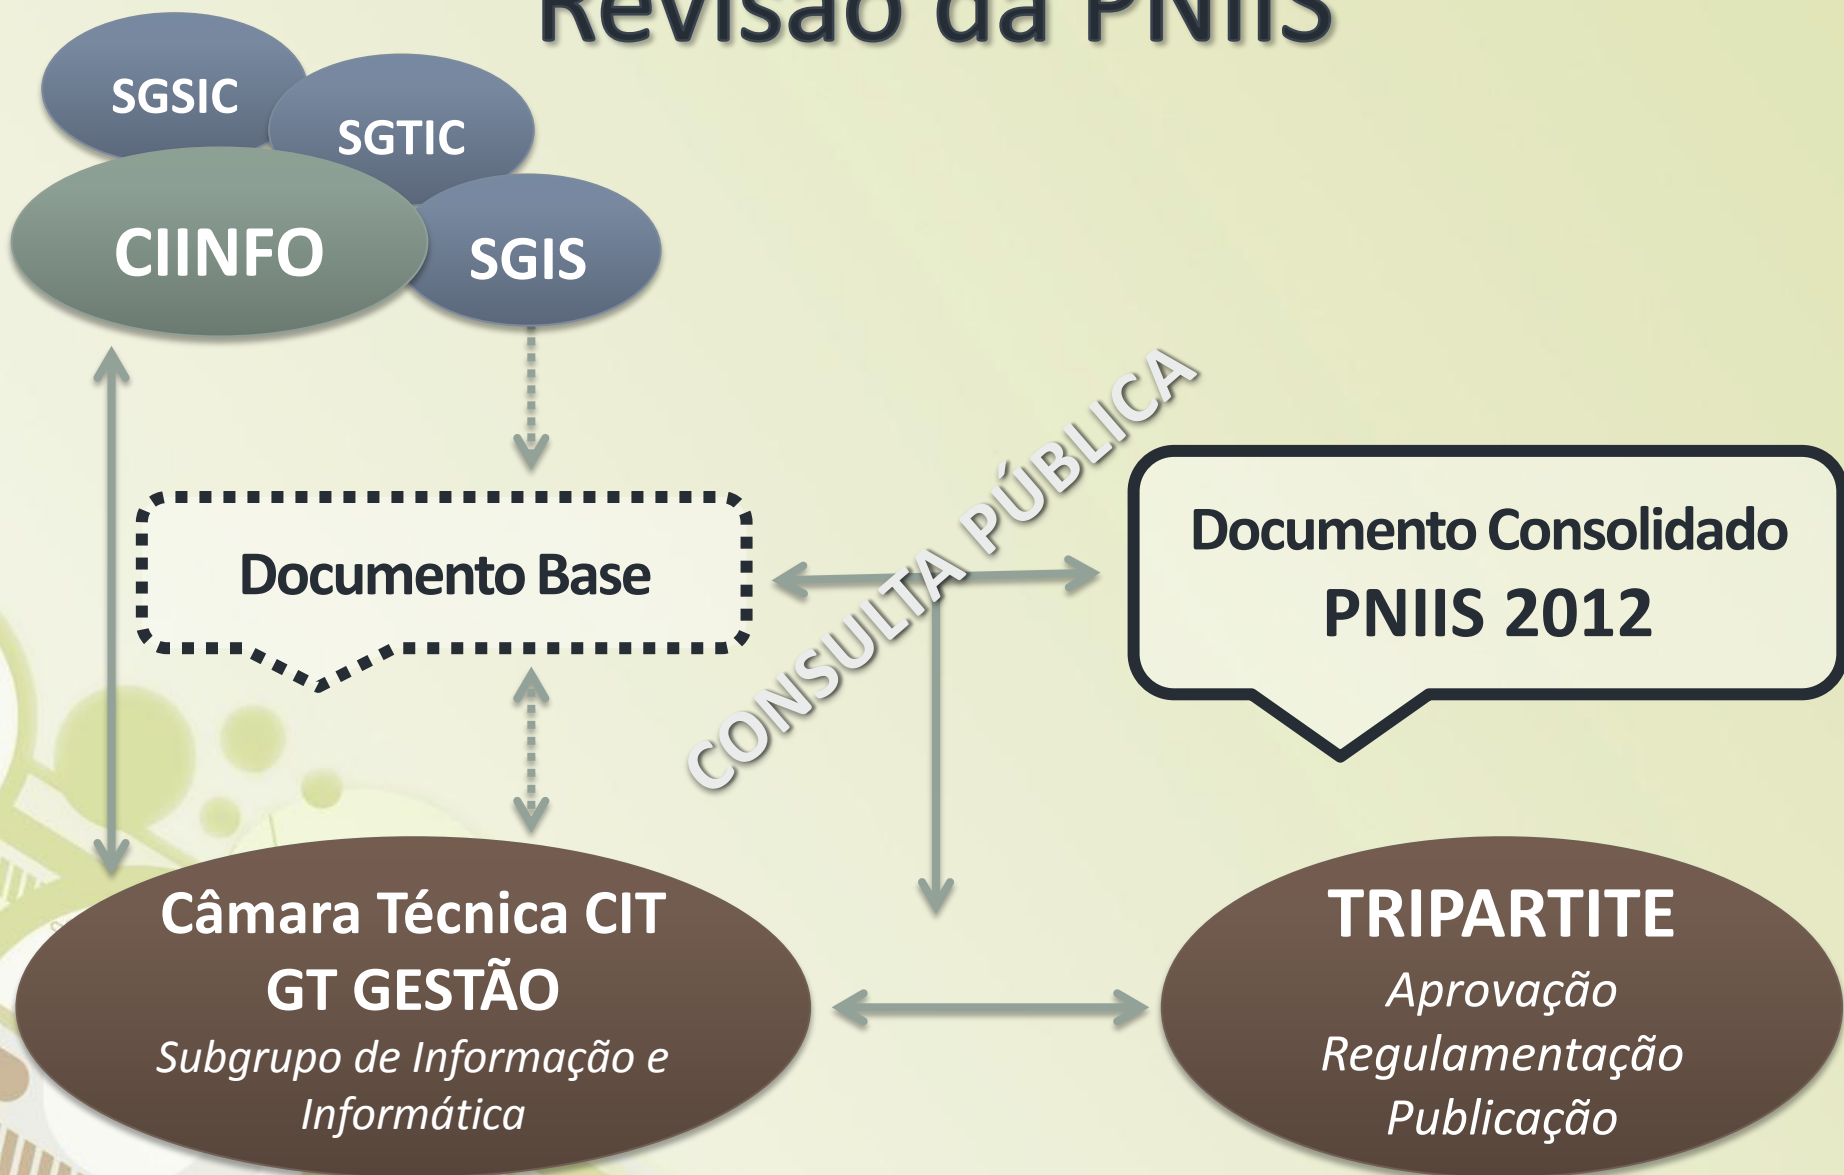 Revisão da PNIIS
SGSIC
SGTIC
CIINFO
SGIS
CONSULTA PÚBLICA
Documento Base
Documento Consolidado
PNIIS 2012
Câmara Técnica CIT
GT GESTÃO
Subgrupo de Informação e
Informática
TRIPARTITE
Aprovação
Regulamentação
Publicação